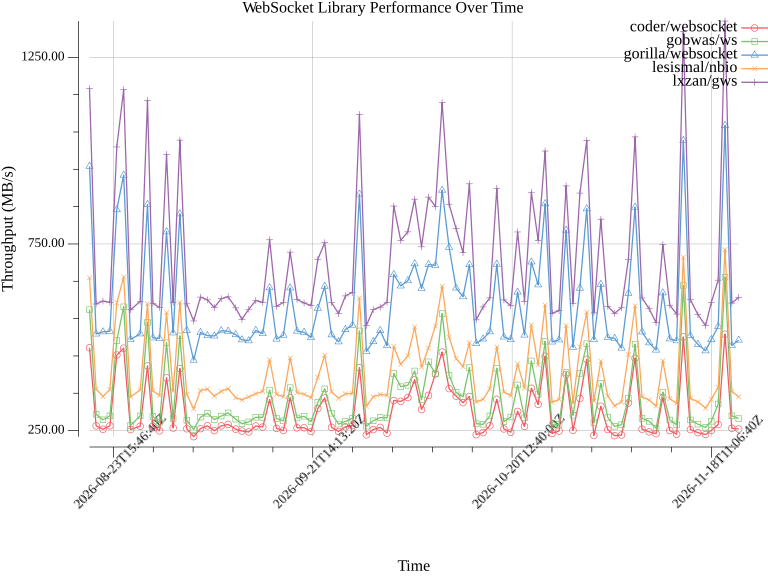 WebSocket Library Performance Over Time
coder/websocket
gobwas/ws
gorilla/websocket
lesismal/nbio
lxzan/gws
Throughput (MB/s)
1250.00
750.00
250.00
2026-08-23T15:46:40Z
2026-09-21T14:13:20Z
2026-10-20T12:40:00Z
2026-11-18T11:06:40Z
Time